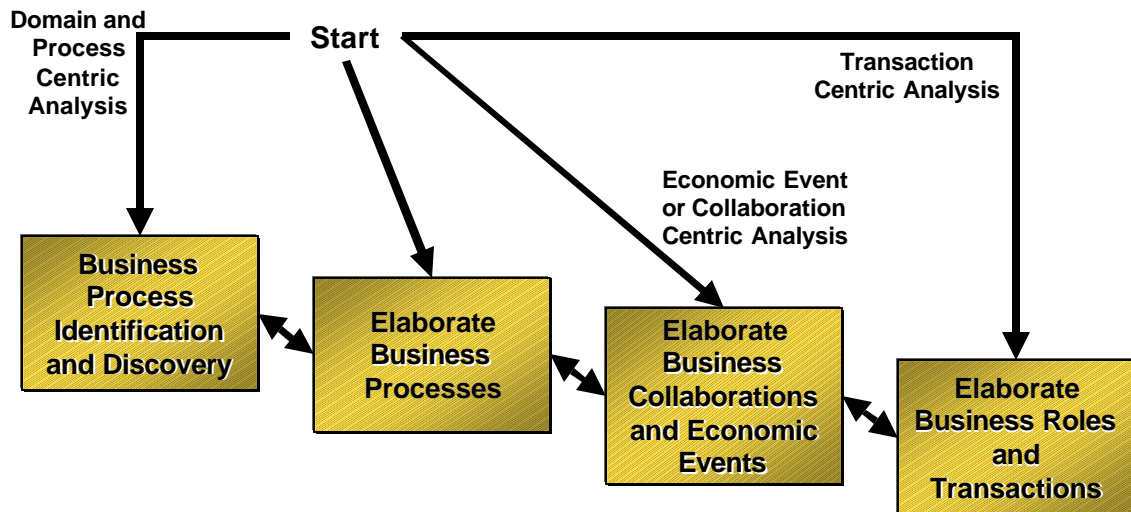 Domain and
Process
Centric
Analysis
Start
Transaction
Centric Analysis
Economic Event
or Collaboration
Centric Analysis
Business
Process
Identification
and Discovery
Elaborate
Business
Processes
Elaborate
Business
Collaborations
and Economic
Events
Elaborate
Business Roles
and
Transactions